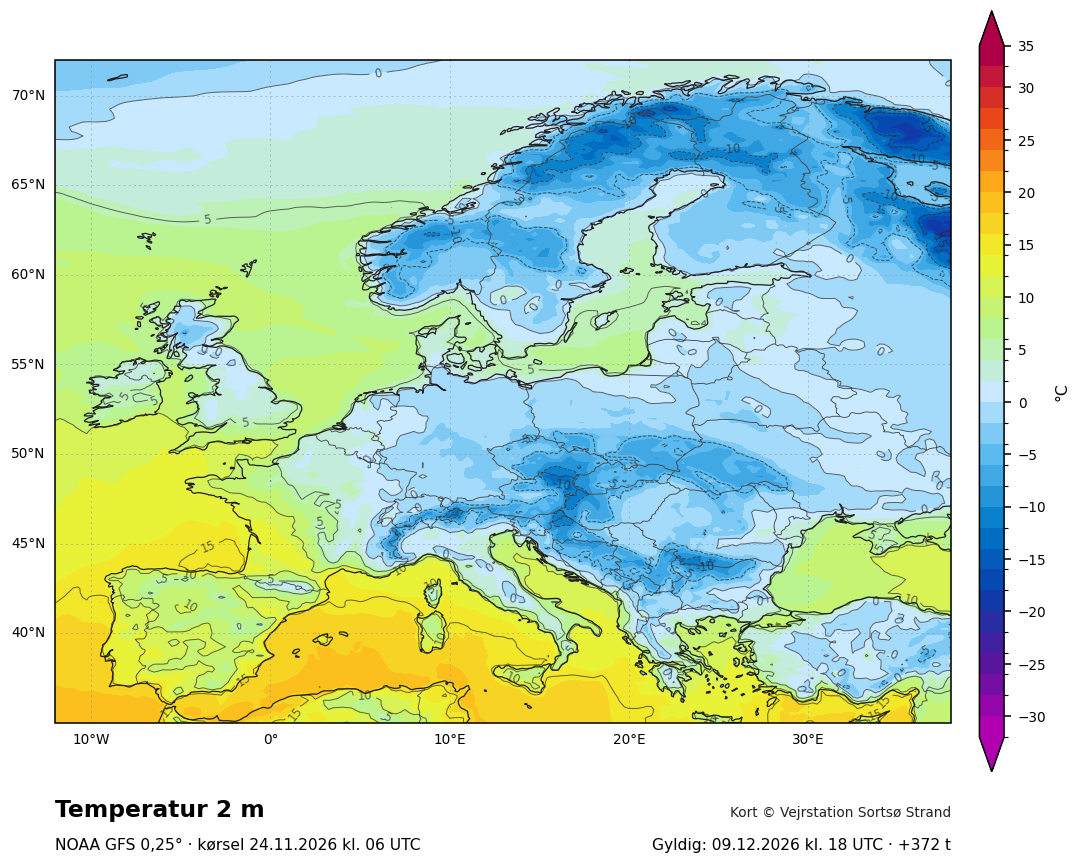 70°N
65°N
60°N
55°N
50°N
45°N
40°N
10°W 0° 10°E 20°E 30°E
35
30
25
20
15
10
5
0
−5
−10
−15
−20
−25
−30
°C
Temperatur 2 m
Kort © Vejrstation Sortsø Strand
NOAA GFS 0,25° · kørsel 24.11.2026 kl. 06 UTC
Gyldig: 09.12.2026 kl. 18 UTC · +372 t